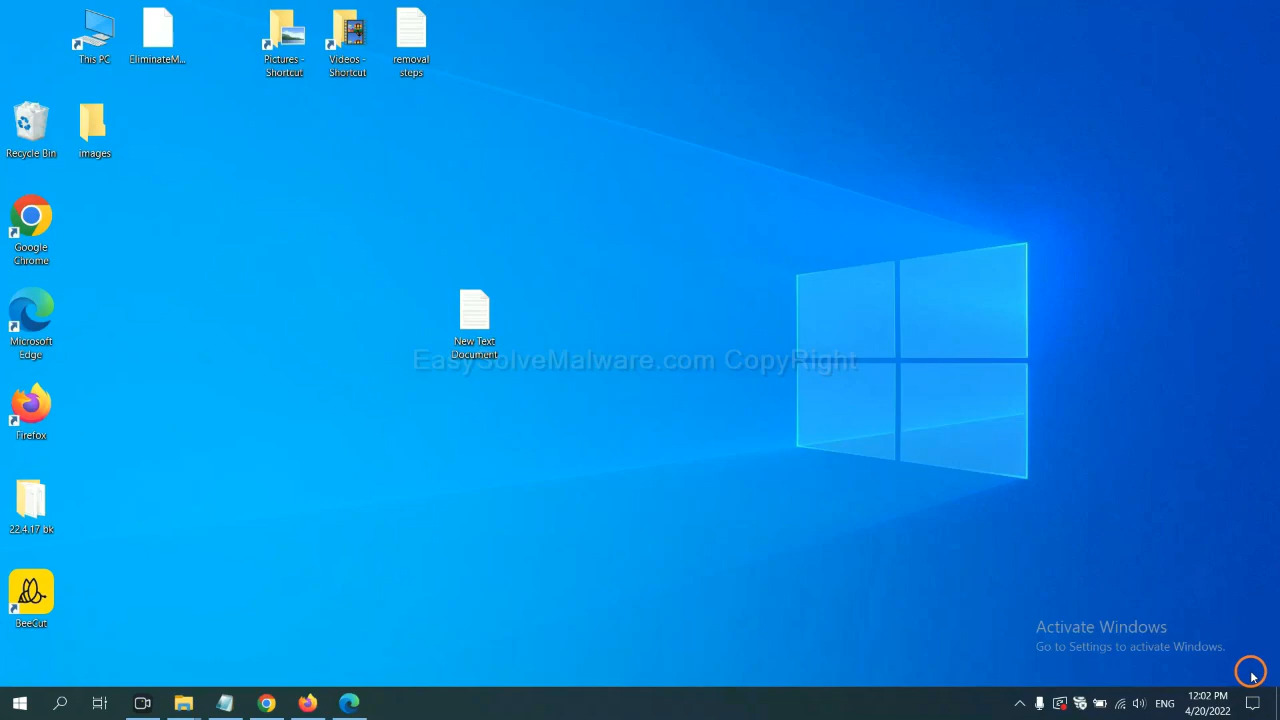 This PC
EliminateM...
Pictures -
Shortcut
Videos -
Shortcut
removal
steps
Recycle Bin
images
Google
Chrome
New Text
Document
Microsoft
Edge
EasySolveMalware.com CopyRight
Firefox
22.4.17 bk
BeeCut
Activate Windows
Go to Settings to activate Windows.
ENG
12:02 PM
4/20/2022